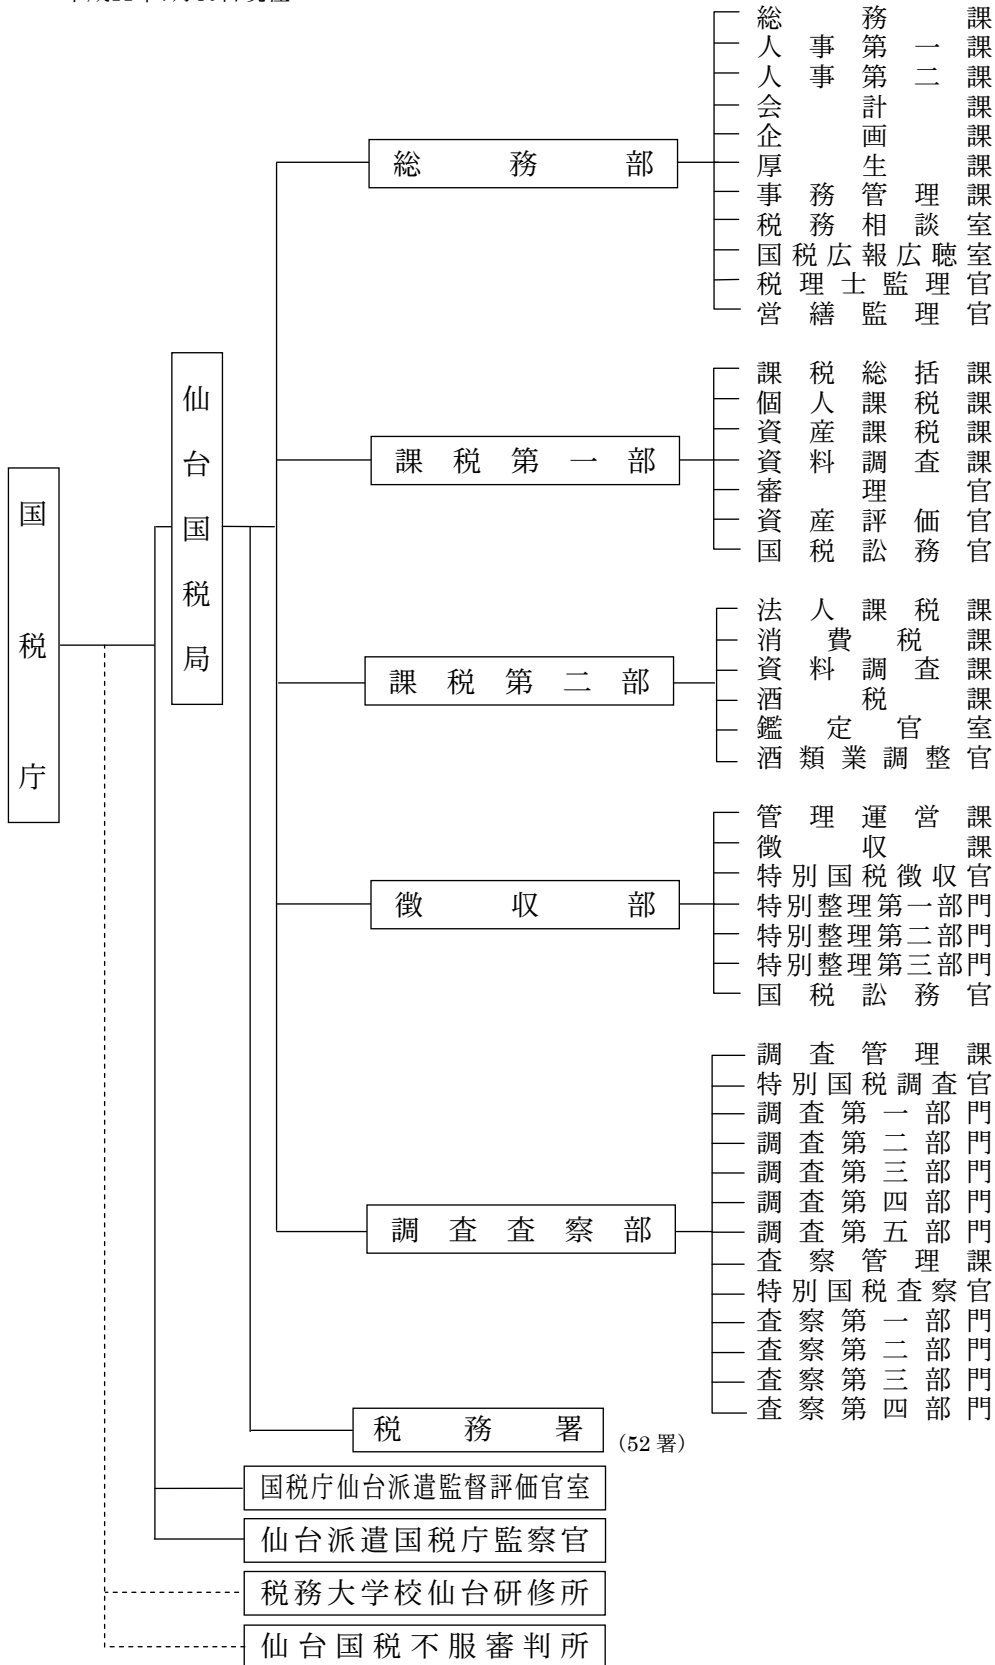 総務課
人事第一課
人事第二課
会計課
企画課
厚生課
総務部
事務管理課
税務相談室
国税広報広聴室
税理士監理官
営繕監理官
仙台国税局
課税総括課
個人課税課
資産課税課
課税第一部
資料調査課
審理官
資産評価官
国税訟務官
国税庁
法人課税課
消費税課
資料調査課
課税第二部
酒税課
鑑定官室
酒類業調整官
管理運営課
徴収課
特別国税徴収官
徴収部
特別整理第一部門
特別整理第二部門
特別整理第三部門
国税訟務官
調査管理課
特別国税調査官
調査第一部門
調査第二部門
調査第三部門
調査第四部門
調査査察部
調査第五部門
査察管理課
特別国税査察官
査察第一部門
査察第二部門
査察第三部門
査察第四部門
税務署 (52 署)
国税庁仙台派遣監督評価官室
仙台派遣国税庁監察官
税務大学校仙台研修所
仙台国税不服審判所